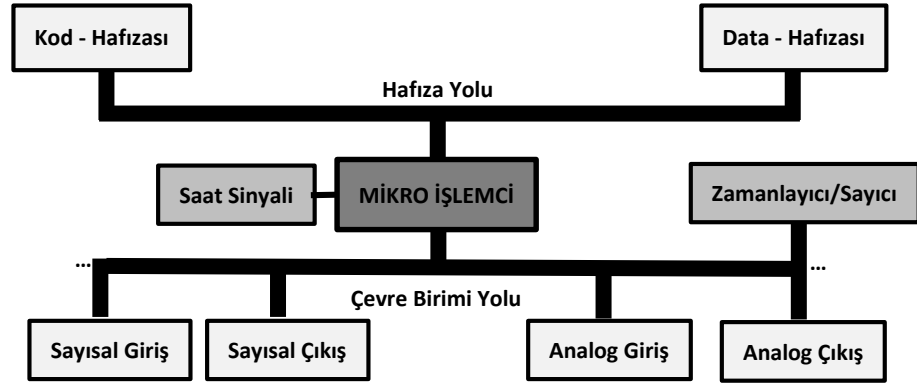 Kod - Hafızası
Data - Hafızası
Hafıza Yolu
Saat Sinyali
MİKRO İŞLEMCİ
Zamanlayıcı/Sayıcı
...
...
Çevre Birimi Yolu
Sayısal Giriş
Sayısal Çıkış
Analog Giriş
Analog Çıkış